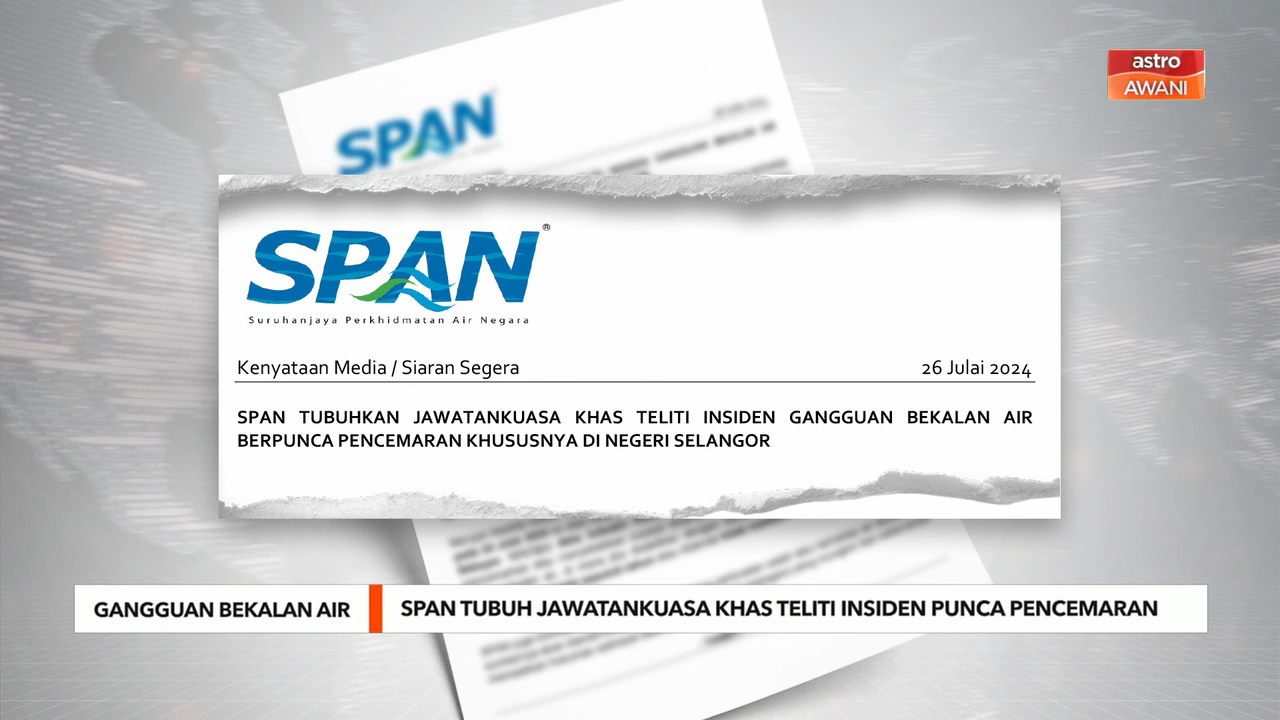 astro
AWANI
SPAN
SPAN®
Suruhanjaya Perkhidmatan Air Negara
Kenyataan Media / Siaran Segera 26 Julai 2024
SPAN TUBUHKAN JAWATANKUASA KHAS TELITI INSIDEN GANGGUAN BEKALAN AIR
BERPUNCA PENCEMARAN KHUSUSNYA DI NEGERI SELANGOR
GANGGUAN BEKALAN AIR SPAN TUBUH JAWATANKUASA KHAS TELITI INSIDEN PUNCA PENCEMARAN